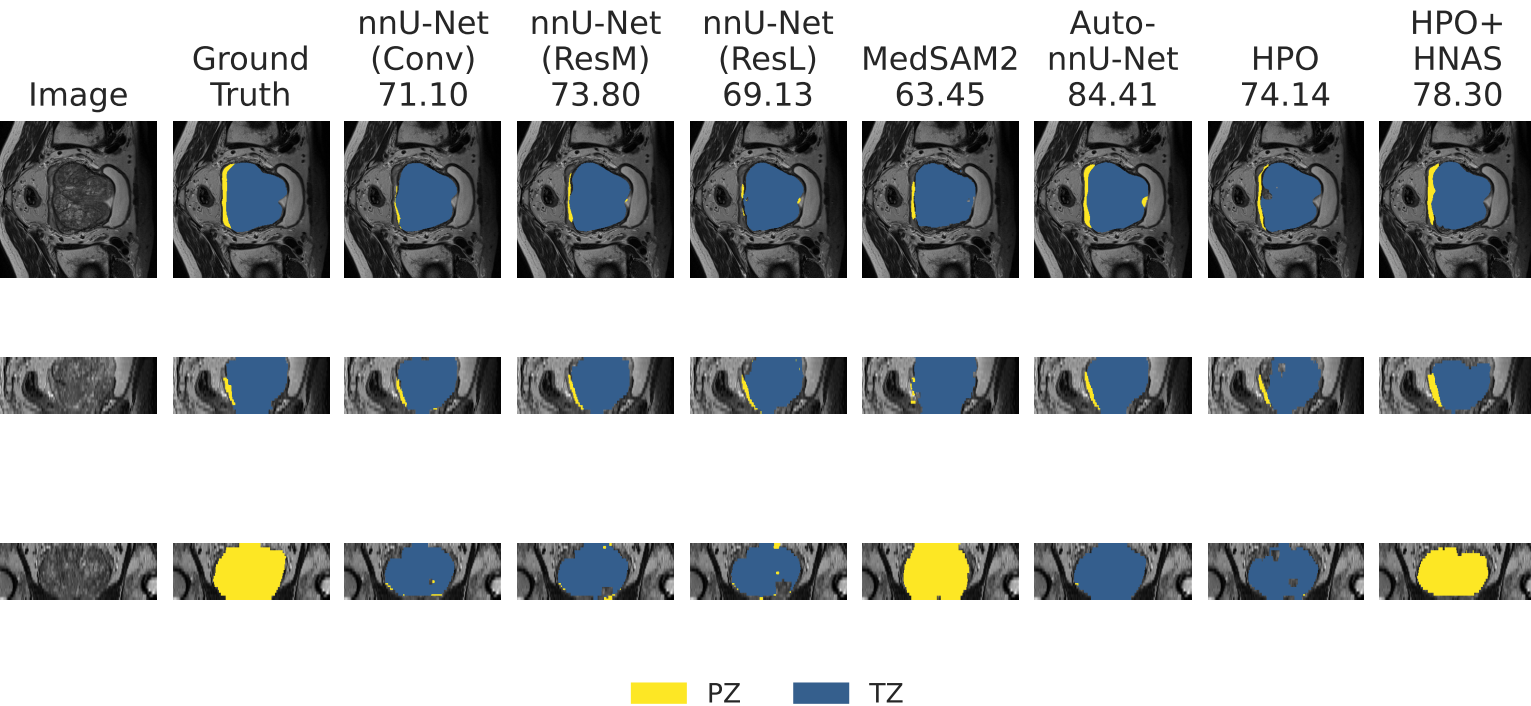 Image
Ground
Truth
nnU-Net
(Conv)
71.10
nnU-Net
(ResM)
73.80
nnU-Net
(ResL)
69.13
MedSAM2
63.45
Auto-
nnU-Net
84.41
HPO
74.14
HPO+
HNAS
78.30
PZ
TZ